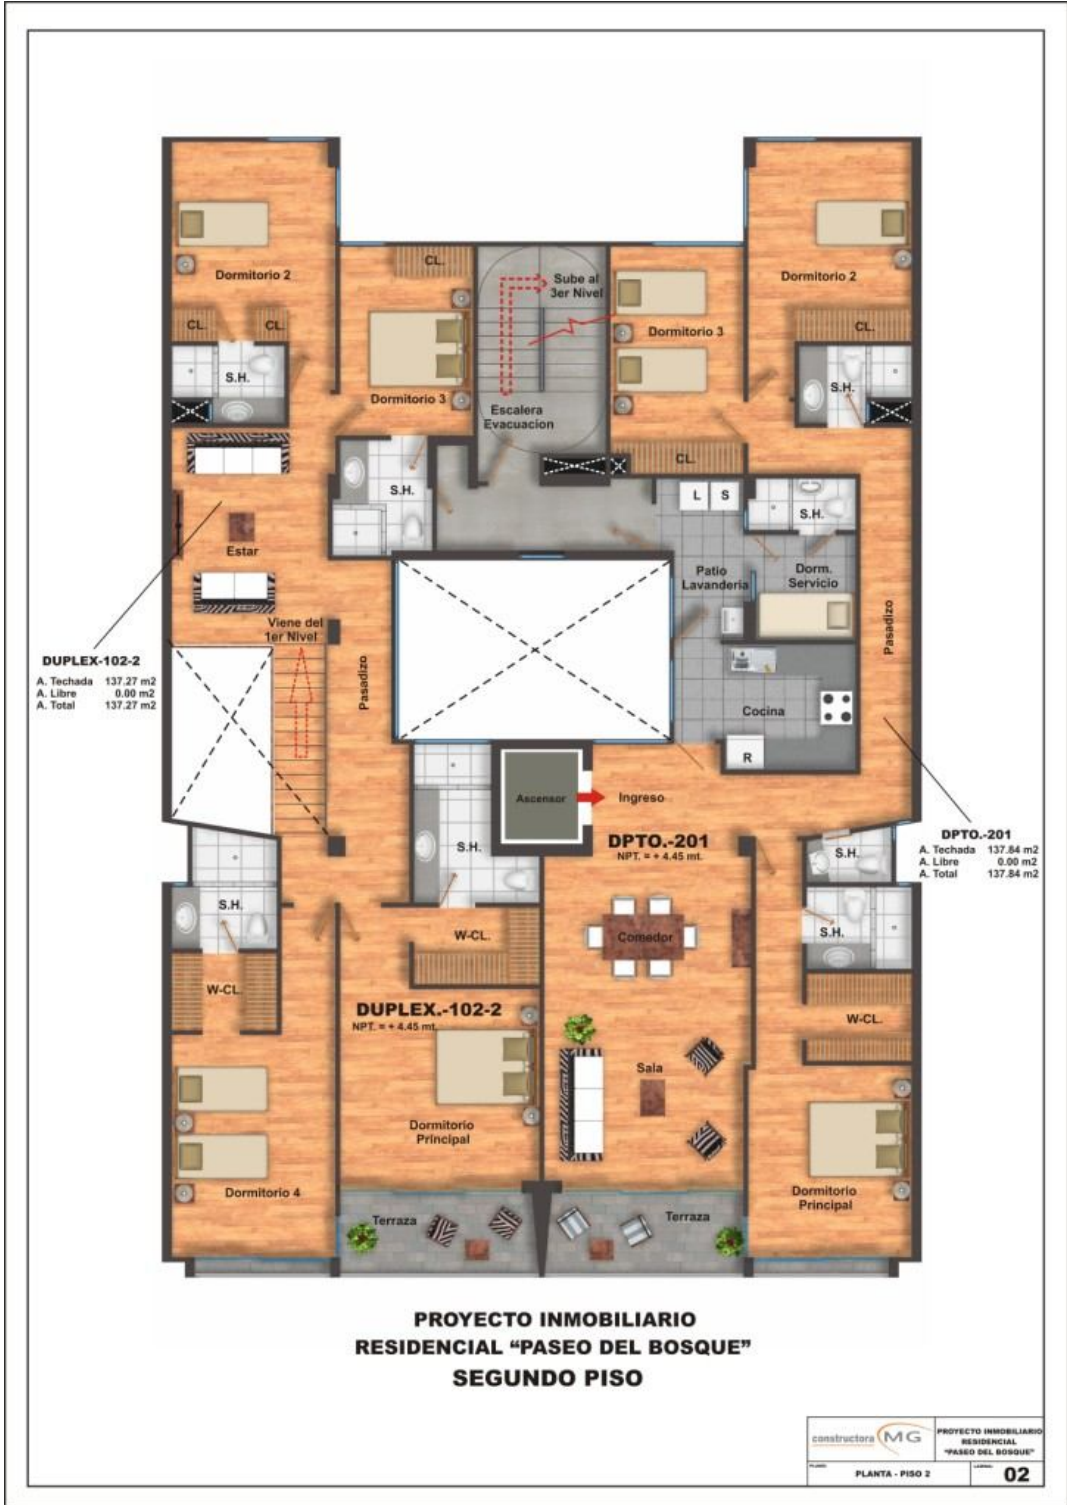 Dormitorio 2
CL.
CL.
CL.
S.H.
Dormitorio 3
Sube al
3er Nivel
Escalera
Evacuacion
Dormitorio 3
CL.
Dormitorio 2
CL.
S.H.
S.H.
Estar
Viene del
1er Nivel
Pasadizo
L
S
S.H.
Patio
Lavanderia
Dorm.
Servicio
Pasadizo
Cocina
R
DUPLEX-102-2
A. Techada 137.27 m2
A. Libre 0.00 m2
A. Total 137.27 m2
Ascensor
Ingreso
DPTO.-201
NPT. = + 4.45 mt.
DPTO.-201
A. Techada 137.84 m2
A. Libre 0.00 m2
A. Total 137.84 m2
S.H.
S.H.
S.H.
S.H.
W-CL.
W-CL.
Comedor
W-CL.
DUPLEX.-102-2
NPT. = + 4.45 mt.
Sala
Dormitorio
Principal
Dormitorio 4
Dormitorio
Principal
Terraza
Terraza
PROYECTO INMOBILIARIO
RESIDENCIAL “PASEO DEL BOSQUE”
SEGUNDO PISO
constructora MG
PROYECTO INMOBILIARIO
RESIDENCIAL
“PASEO DEL BOSQUE”
PLANTA - PISO 2
02